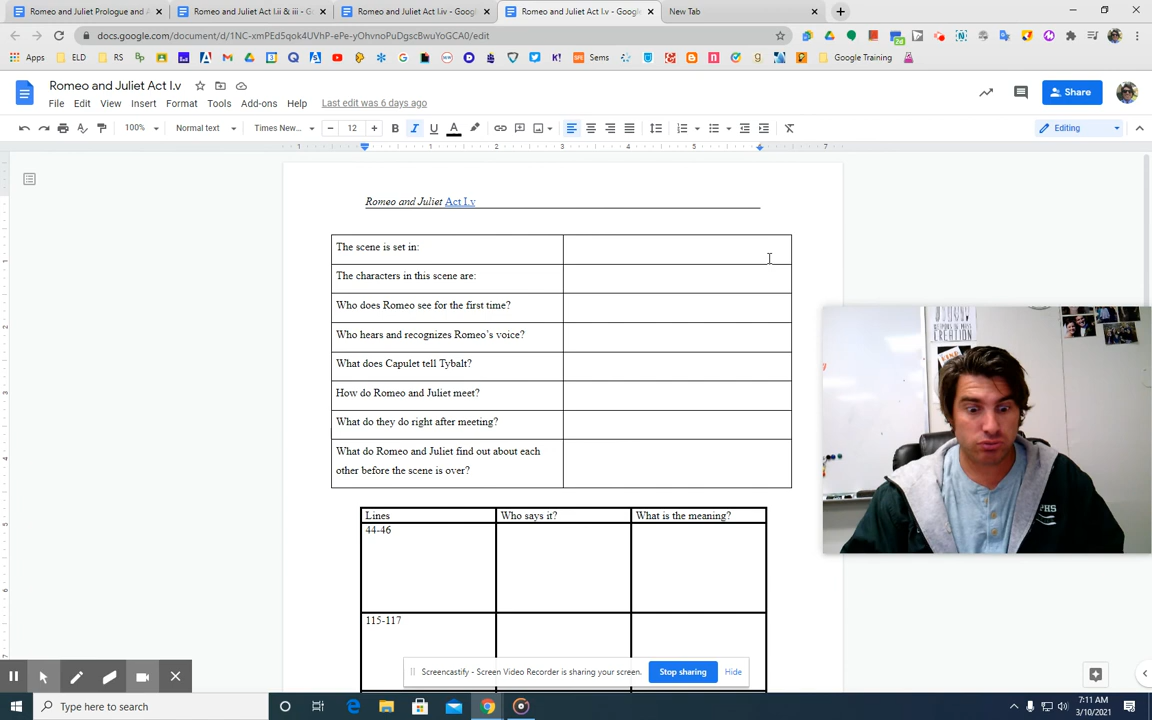 Romeo and Juliet Prologue and A
Romeo and Juliet Act I.ii & iii - G
Romeo and Juliet Act I.iv - Googl
Romeo and Juliet Act I.v - Google
New Tab
docs.google.com/document/d/1NC-xmPEd5qok4UVhP-ePe-yOhvnoPuDgscBwuYoGCA0/edit
Apps
ELD
RS
Sems
Google Training
Romeo and Juliet Act I.v
File
Edit
View
Insert
Format
Tools
Add-ons
Help
Last edit was 6 days ago
Share
100%
Normal text
Times New...
12
Editing
Romeo and Juliet Act I.v
The scene is set in:
The characters in this scene are:
Who does Romeo see for the first time?
Who hears and recognizes Romeo's voice?
What does Capulet tell Tybalt?
How do Romeo and Juliet meet?
What do they do right after meeting?
What do Romeo and Juliet find out about each
other before the scene is over?
Lines
Who says it?
What is the meaning?
44-46
115-117
CREATION
PHS
Screencastify - Screen Video Recorder is sharing your screen.
Stop sharing
Hide
Type here to search
7:11 AM
3/10/2021